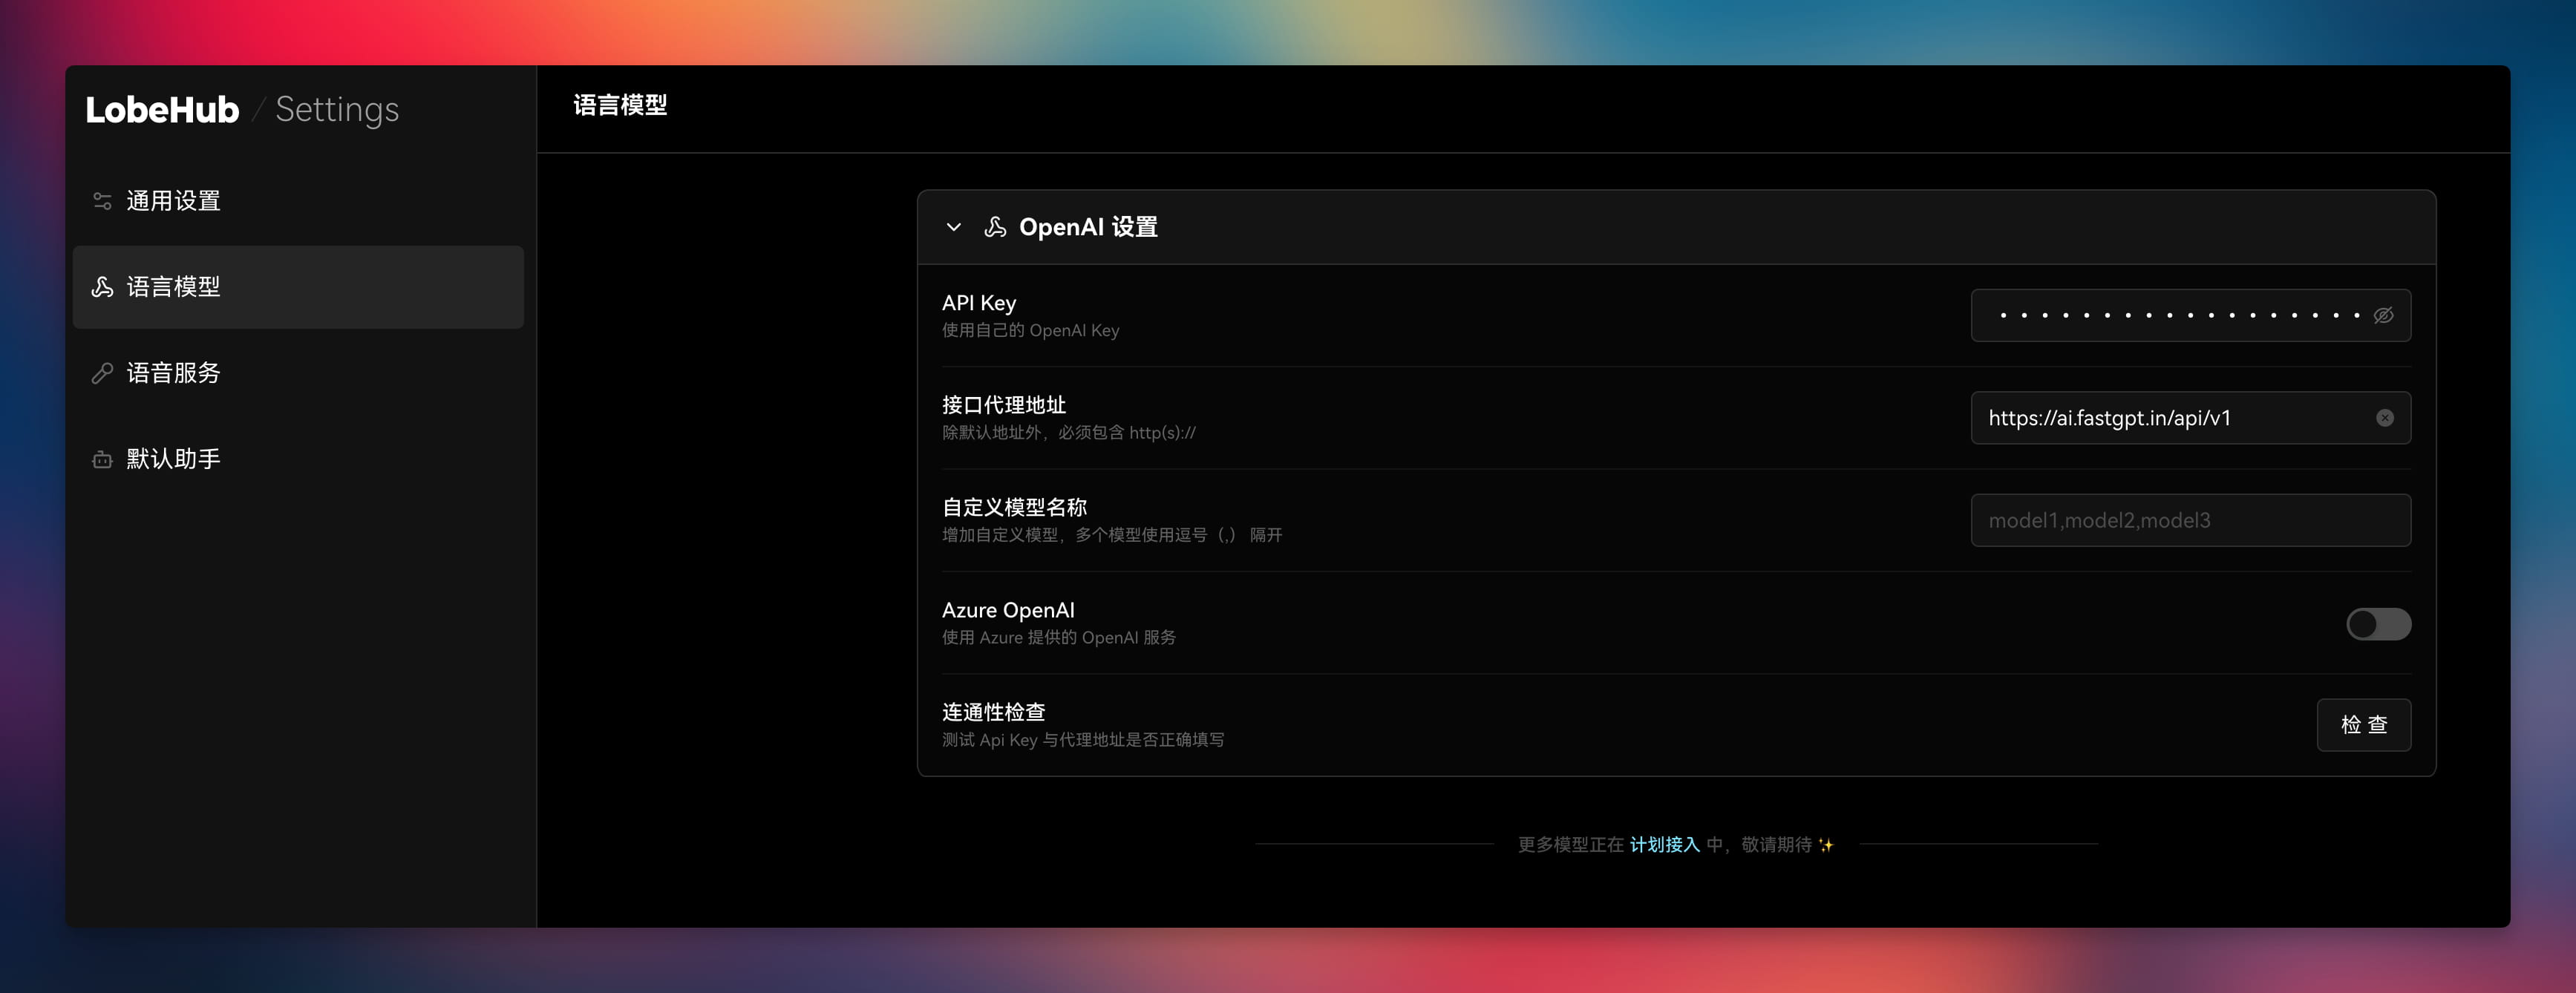 LobeHub / Settings
通用设置
语言模型
语音服务
默认助手
语言模型
OpenAI 设置
API Key
使用自己的 OpenAI Key
接口代理地址
除默认地址外，必须包含 http(s)://
https://ai.fastgpt.in/api/v1
自定义模型名称
增加自定义模型，多个模型使用逗号（,） 隔开
model1,model2,model3
Azure OpenAI
使用 Azure 提供的 OpenAI 服务
连通性检查
测试 Api Key 与代理地址是否正确填写
检 查
更多模型正在 计划接入 中，敬请期待 ✨